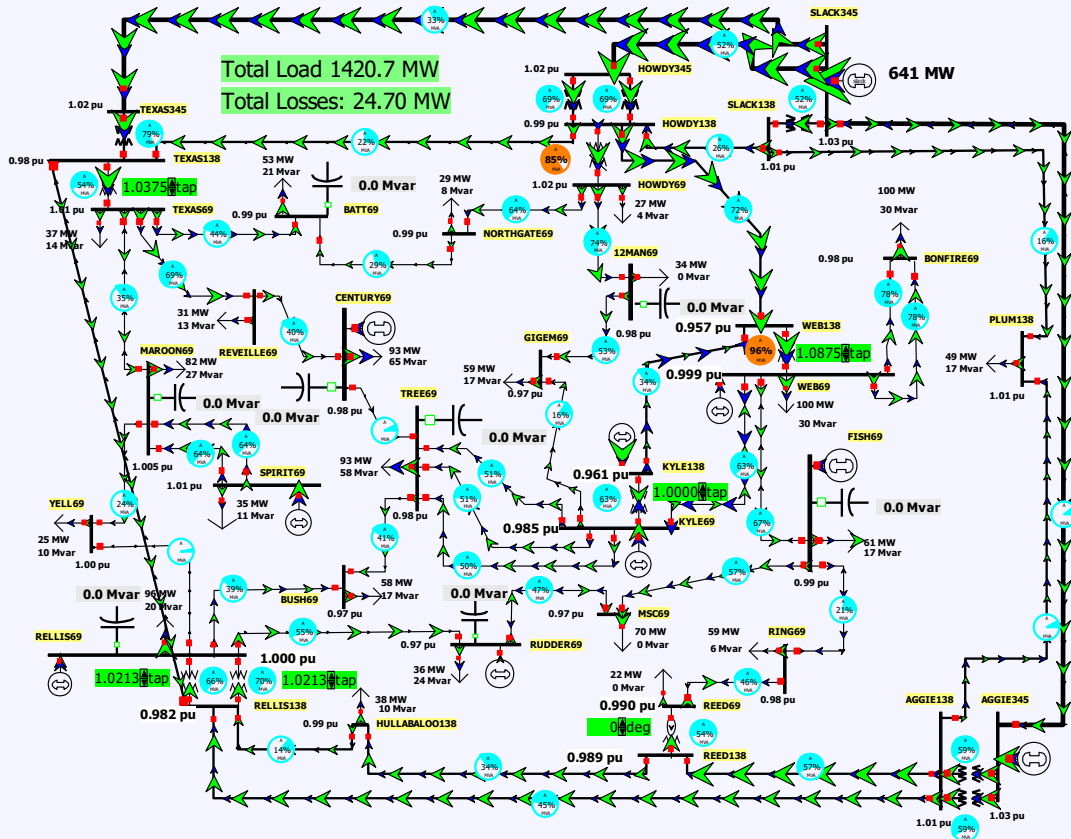 SLACK345
33%
52%
Total Load 1420.7 MW
Total Losses: 24.70 MW
641 MW
slack
1.02 pu
HOWDY345
69%
69%
52%
SLACK138
1.02 pu
TEXAS345
79%
0.99 pu
HOWDY138
22%
26%
1.03 pu
1.01 pu
0.98 pu
TEXAS138
85%
54%
1.0375 tap
53 MW
21 Mvar
0.0 Mvar
29 MW
8 Mvar
1.02 pu
HOWDY69
27 MW
4 Mvar
72%
100 MW
30 Mvar
16%
1.01 pu
TEXAS69
0.99 pu
BATT69
64%
0.99 pu
NORTHGATE69
37 MW
14 Mvar
44%
74%
29%
69%
12MAN69
34 MW
0 Mvar
0.0 Mvar
0.98 pu
0.98 pu
BONFIRE69
35%
31 MW
13 Mvar
REVEILLE69
40%
CENTURY69
93 MW
65 Mvar
0.98 pu
78%
78%
0.957 pu
WEB138
96%
1.0875 tap
PLUM138
49 MW
17 Mvar
1.01 pu
MAROON69
82 MW
27 Mvar
0.0 Mvar
0.0 Mvar
GIGEM69
53%
59 MW
17 Mvar
0.97 pu
34%
0.999 pu
WEB69
100 MW
30 Mvar
TREE69
0.0 Mvar
16%
FISH69
0.0 Mvar
64%
64%
1.005 pu
1.01 pu
SPIRIT69
35 MW
11 Mvar
93 MW
58 Mvar
0.98 pu
51%
51%
0.961 pu
KYLE138
63%
1.0000 tap
63%
67%
YELL69
24%
25 MW
10 Mvar
1.00 pu
41%
50%
0.985 pu
KYLE69
61 MW
17 Mvar
0.99 pu
96 MW
20 Mvar
0.0 Mvar
39%
BUSH69
58 MW
17 Mvar
0.97 pu
0.0 Mvar
47%
57%
0.97 pu
MSC69
70 MW
0 Mvar
21%
RELLIS69
55%
0.97 pu
RUDDER69
36 MW
24 Mvar
59 MW
6 Mvar
RING69
0.98 pu
1.000 pu
1.0213 tap
66%
70%
1.0213 tap
0.982 pu
RELLIS138
38 MW
10 Mvar
0.99 pu
HULLABALOO138
22 MW
0 Mvar
46%
0.990 pu
REED69
0 deg
54%
0.989 pu
REED138
AGGIE138
AGGIE345
14%
34%
57%
59%
45%
1.01 pu
1.03 pu
59%